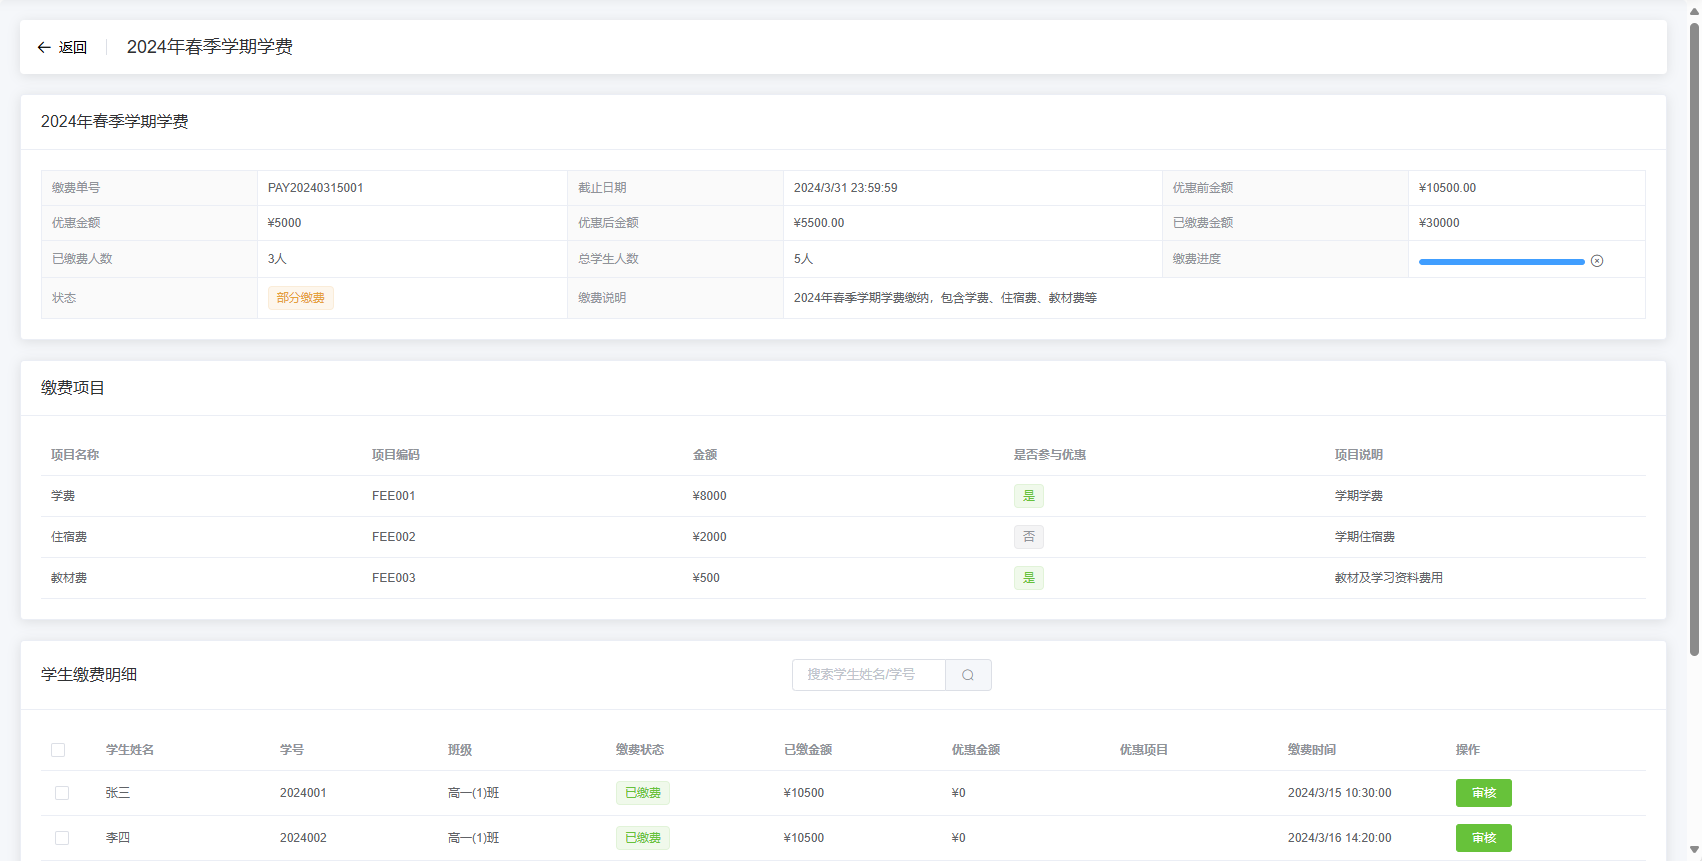 返回 2024年春季学期学费
2024年春季学期学费
缴费单号 PAY20240315001 截止日期 2024/3/31 23:59:59 优惠前金额 ¥10500.00
优惠金额 ¥5000 优惠后金额 ¥5500.00 已缴费金额 ¥30000
已缴费人数 3人 总学生人数 5人 缴费进度
状态 部分缴费 缴费说明 2024年春季学期学费缴纳，包含学费、住宿费、教材费等
缴费项目
项目名称 项目编码 金额 是否参与优惠 项目说明
学费 FEE001 ¥8000 是 学期学费
住宿费 FEE002 ¥2000 否 学期住宿费
教材费 FEE003 ¥500 是 教材及学习资料费用
学生缴费明细 搜索学生姓名/学号
学生姓名 学号 班级 缴费状态 已缴金额 优惠金额 优惠项目 缴费时间 操作
张三 2024001 高一(1)班 已缴费 ¥10500 ¥0 2024/3/15 10:30:00 审核
李四 2024002 高一(1)班 已缴费 ¥10500 ¥0 2024/3/16 14:20:00 审核